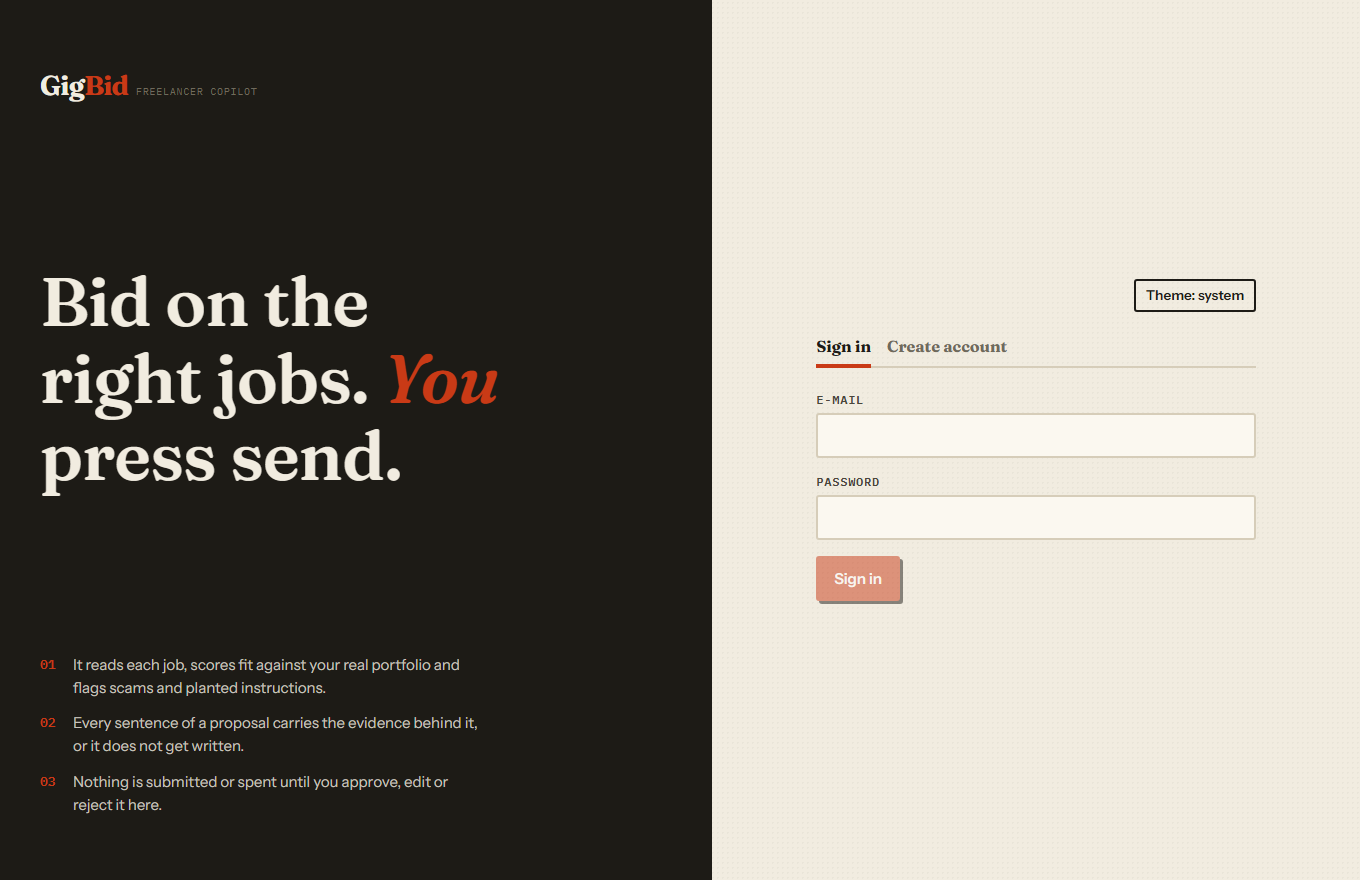 GigBid FREELANCER COPILOT
Bid on the
right jobs. You
press send.
01 It reads each job, scores fit against your real portfolio and
flags scams and planted instructions.
02 Every sentence of a proposal carries the evidence behind it,
or it does not get written.
03 Nothing is submitted or spent until you approve, edit or
reject it here.
Theme: system
Sign in Create account
E-MAIL
PASSWORD
Sign in